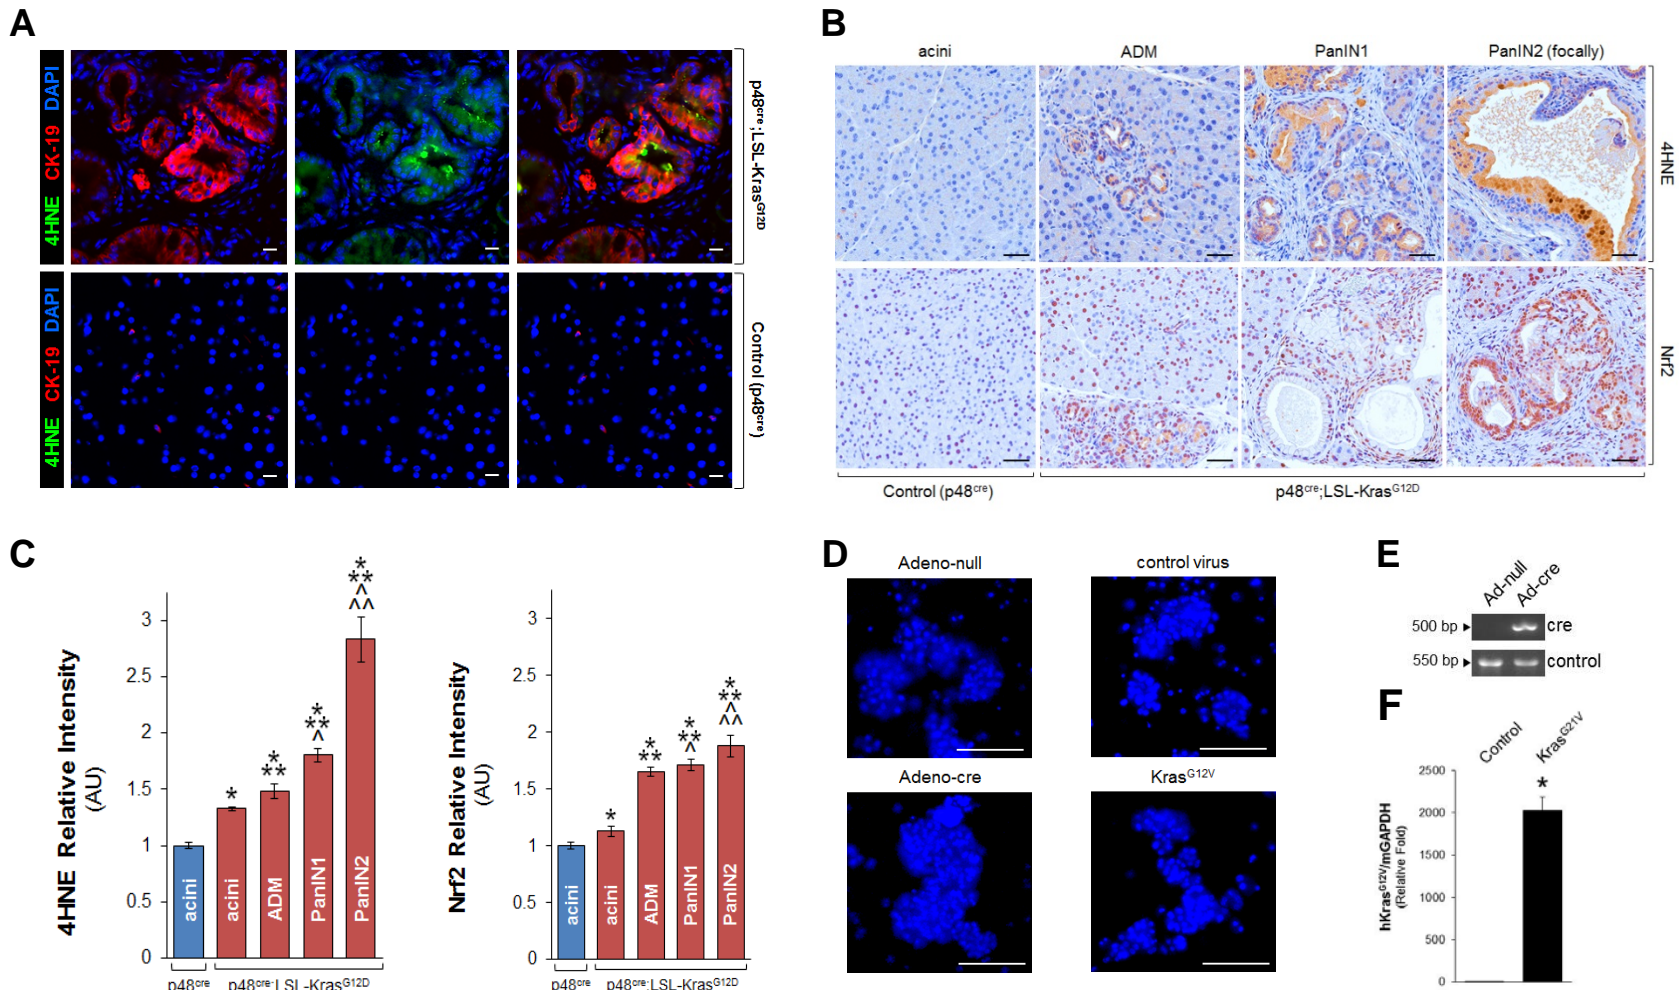 A
4HNE CK-19 DAPI
p48cre;LSL-KrasG12D
4HNE CK-19 DAPI
Control (p48cre)
B
acini ADM PanIN1 PanIN2 (focally)
4HNE
Nrf2
Control (p48cre) p48cre;LSL-KrasG12D
C
4HNE Relative Intensity
(AU)
3
2.5
2
1.5
1
0.5
0
*
*
**
*
**
^
*
**
^
^^
acini acini ADM PanIN1 PanIN2
p48cre p48cre;LSL-KrasG12D
Nrf2 Relative Intensity
(AU)
3
2.5
2
1.5
1
0.5
0
*
*
**
*
**
^
*
**
^
^^
acini acini ADM PanIN1 PanIN2
p48cre p48cre;LSL-KrasG12D
D
Adeno-null control virus
Adeno-cre KrasG12V
E
Ad-null Ad-cre
500 bp cre
550 bp control
F
Control KrasG21V
*
hKrasG12V/mGAPDH
(Relative Fold)
2500
2000
1500
1000
500
0